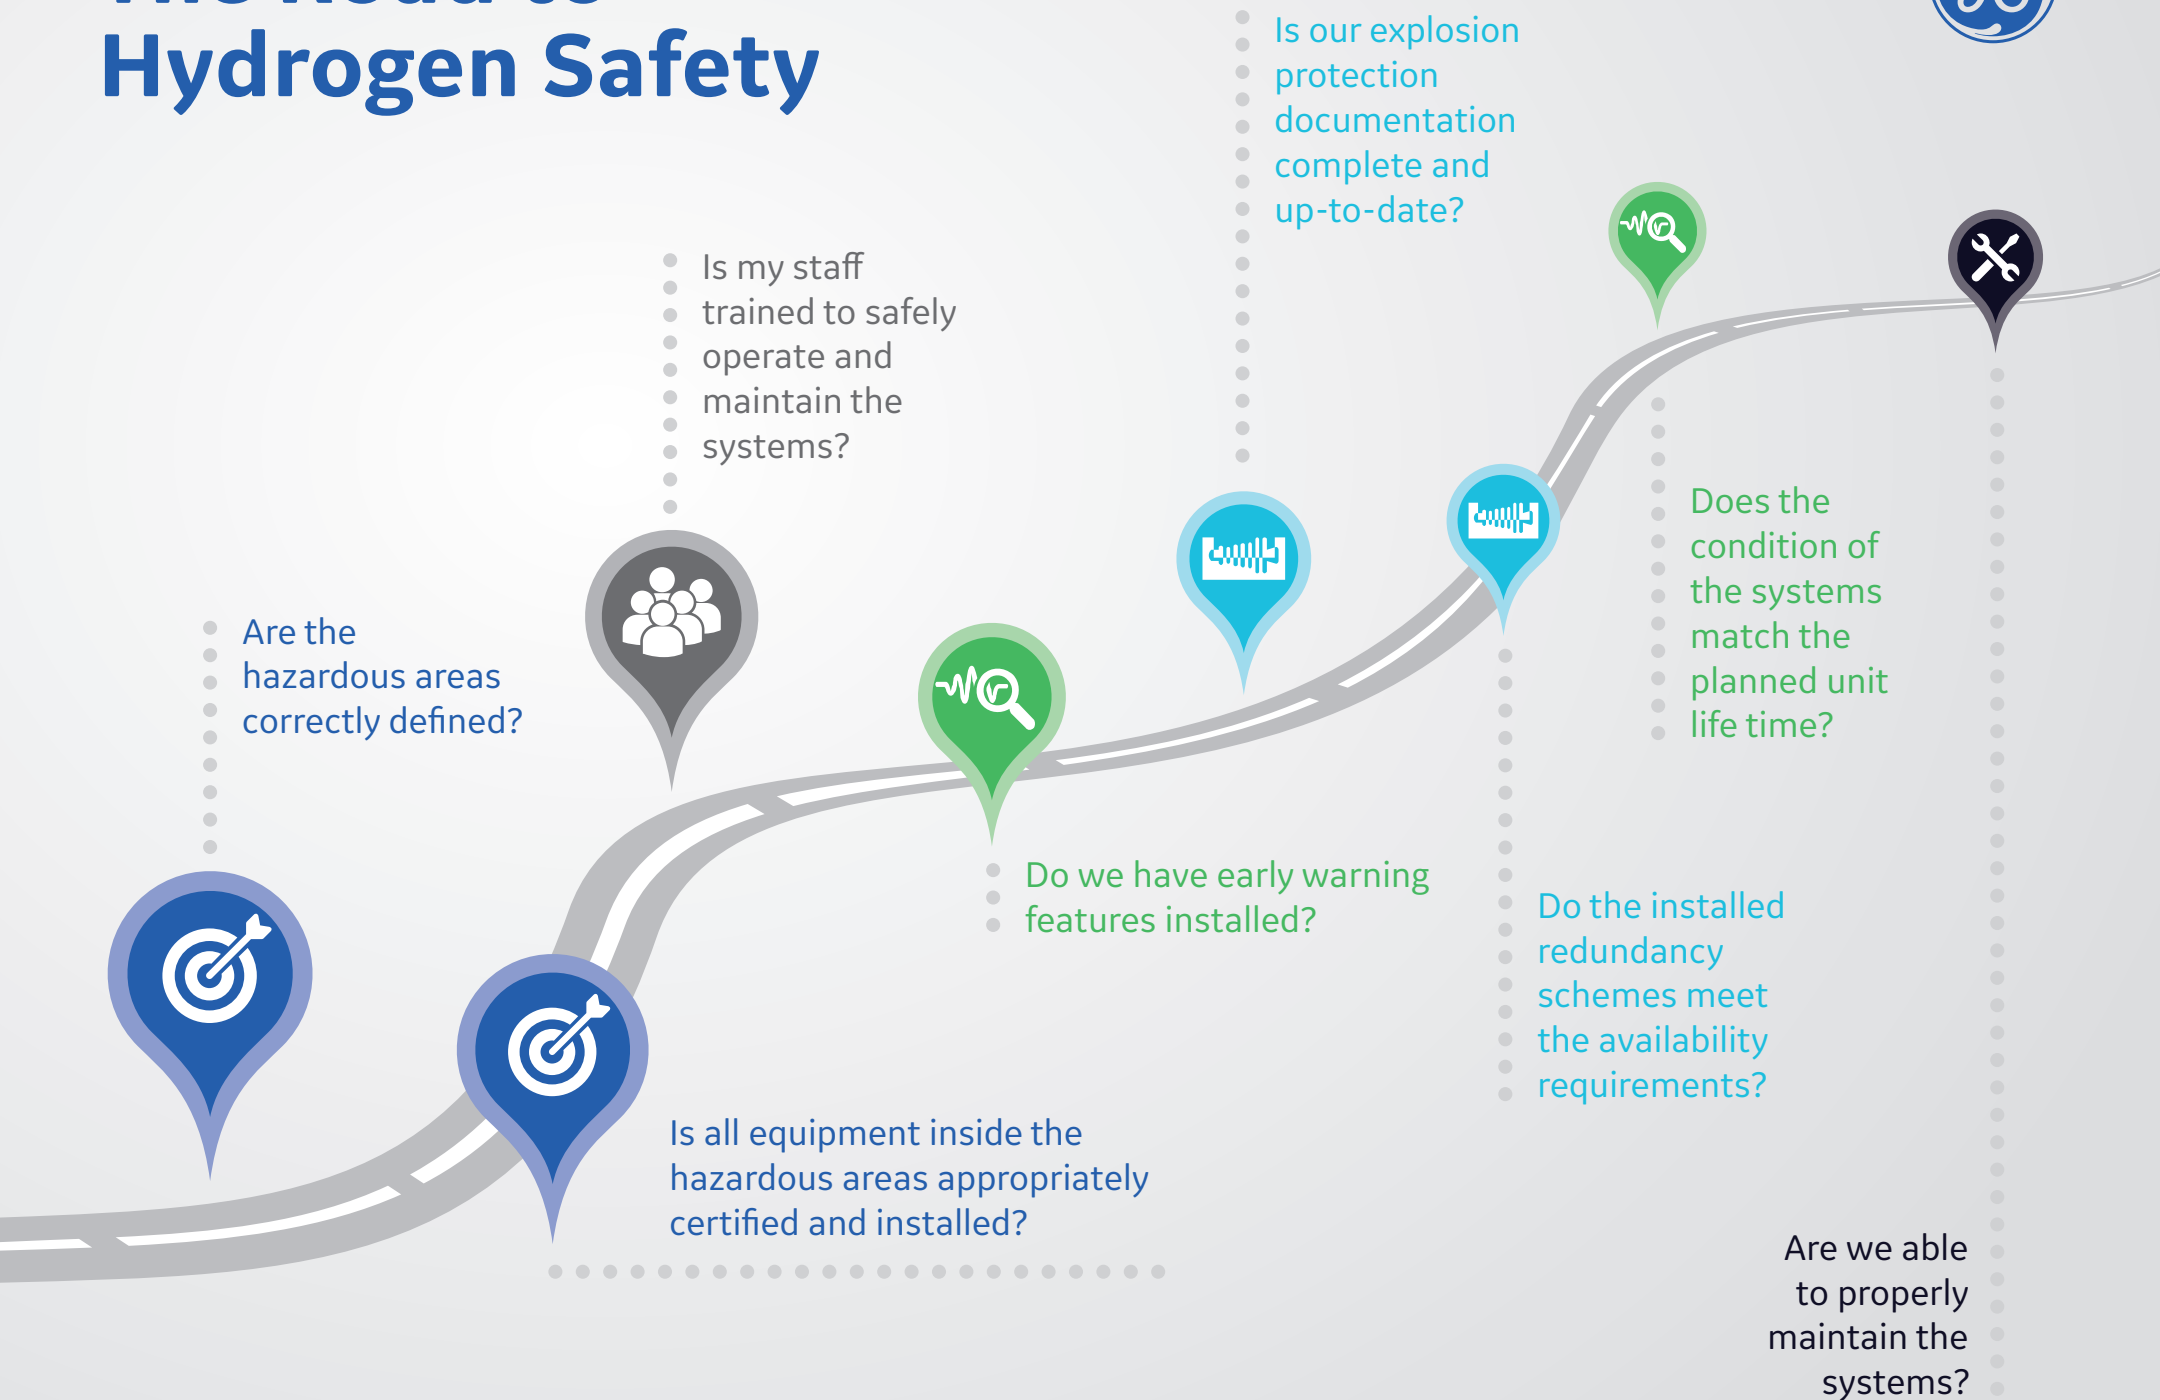 The Road to
Hydrogen Safety
Is our explosion
protection
documentation
complete and
up-to-date?
Is my staff
trained to safely
operate and
maintain the
systems?
Are the
hazardous areas
correctly defined?
Does the
condition of
the systems
match the
planned unit
life time?
Do we have early warning
features installed?
Do the installed
redundancy
schemes meet
the availability
requirements?
Is all equipment inside the
hazardous areas appropriately
certified and installed?
Are we able
to properly
maintain the
systems?